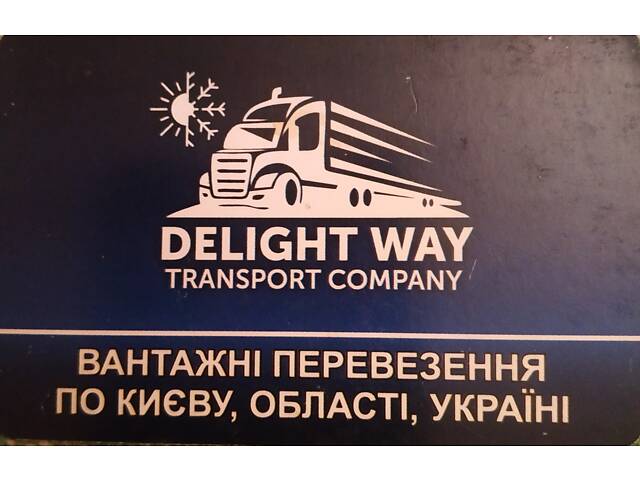 DELIGHT WAY
TRANSPORT COMPANY
ВАНТАЖНІ ПЕРЕВЕЗЕННЯ
ПО КИЄВУ, ОБЛАСТІ, УКРАЇНІ